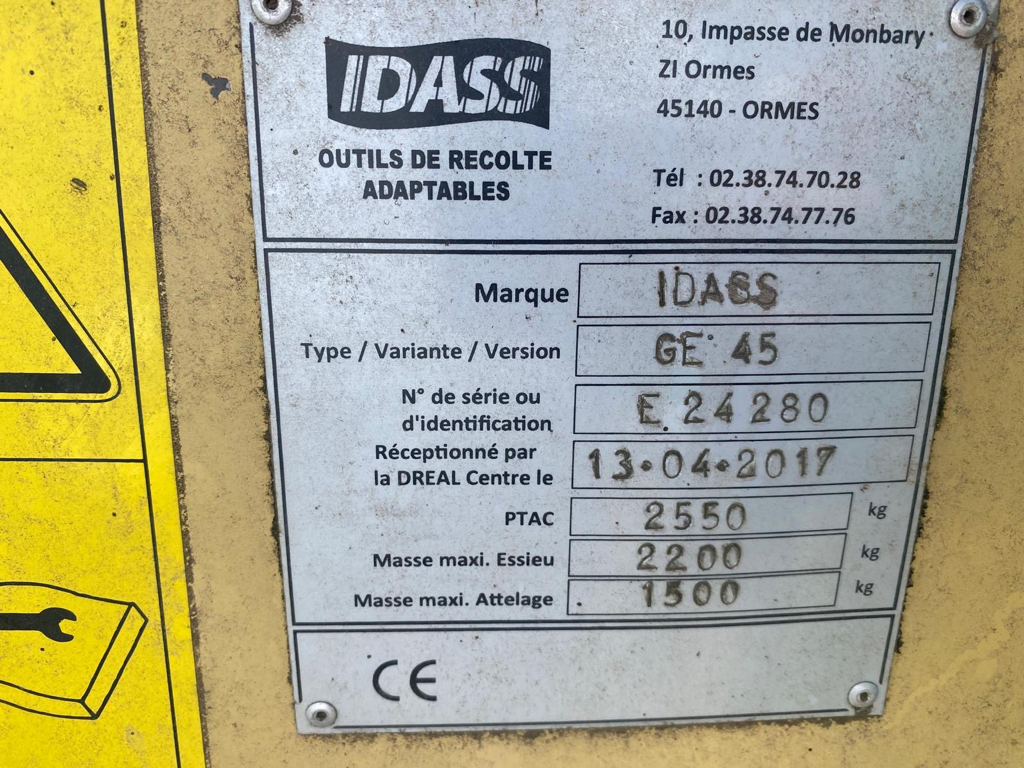 IDASS
OUTILS DE RECOLTE
ADAPTABLES
10, Impasse de Monbary
ZI Ormes
45140 - ORMES
Tél : 02.38.74.70.28
Fax : 02.38.74.77.76
Marque IDASS
Type / Variante / Version GE 45
N° de série ou
d'identification E 24280
Réceptionné par
la DREAL Centre le 13•04•2017
PTAC 2550 kg
Masse maxi. Essieu 2200 kg
Masse maxi. Attelage 1500 kg
CE